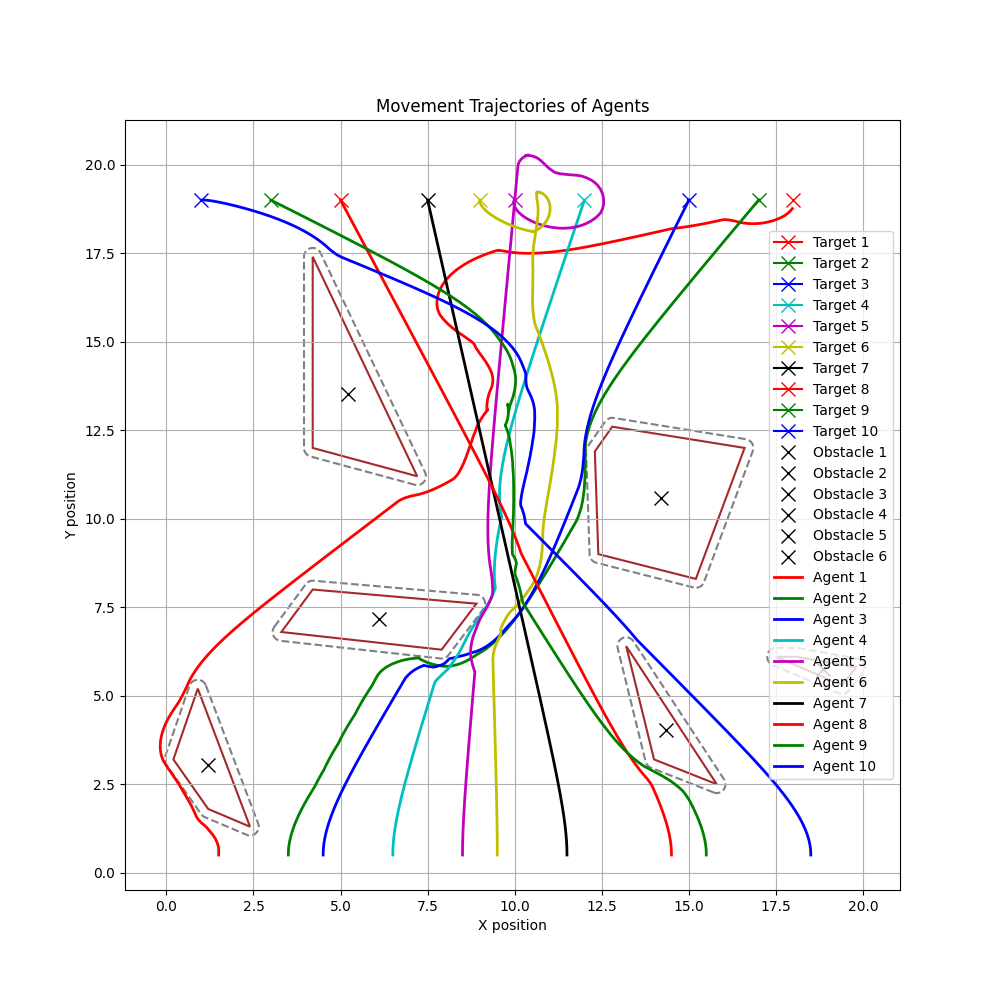 Movement Trajectories of Agents
20.0
17.5
15.0
12.5
10.0
7.5
5.0
2.5
0.0
Y position
0.0 2.5 5.0 7.5 10.0 12.5 15.0 17.5 20.0
X position
Target 1
Target 2
Target 3
Target 4
Target 5
Target 6
Target 7
Target 8
Target 9
Target 10
Obstacle 1
Obstacle 2
Obstacle 3
Obstacle 4
Obstacle 5
Obstacle 6
Agent 1
Agent 2
Agent 3
Agent 4
Agent 5
Agent 6
Agent 7
Agent 8
Agent 9
Agent 10